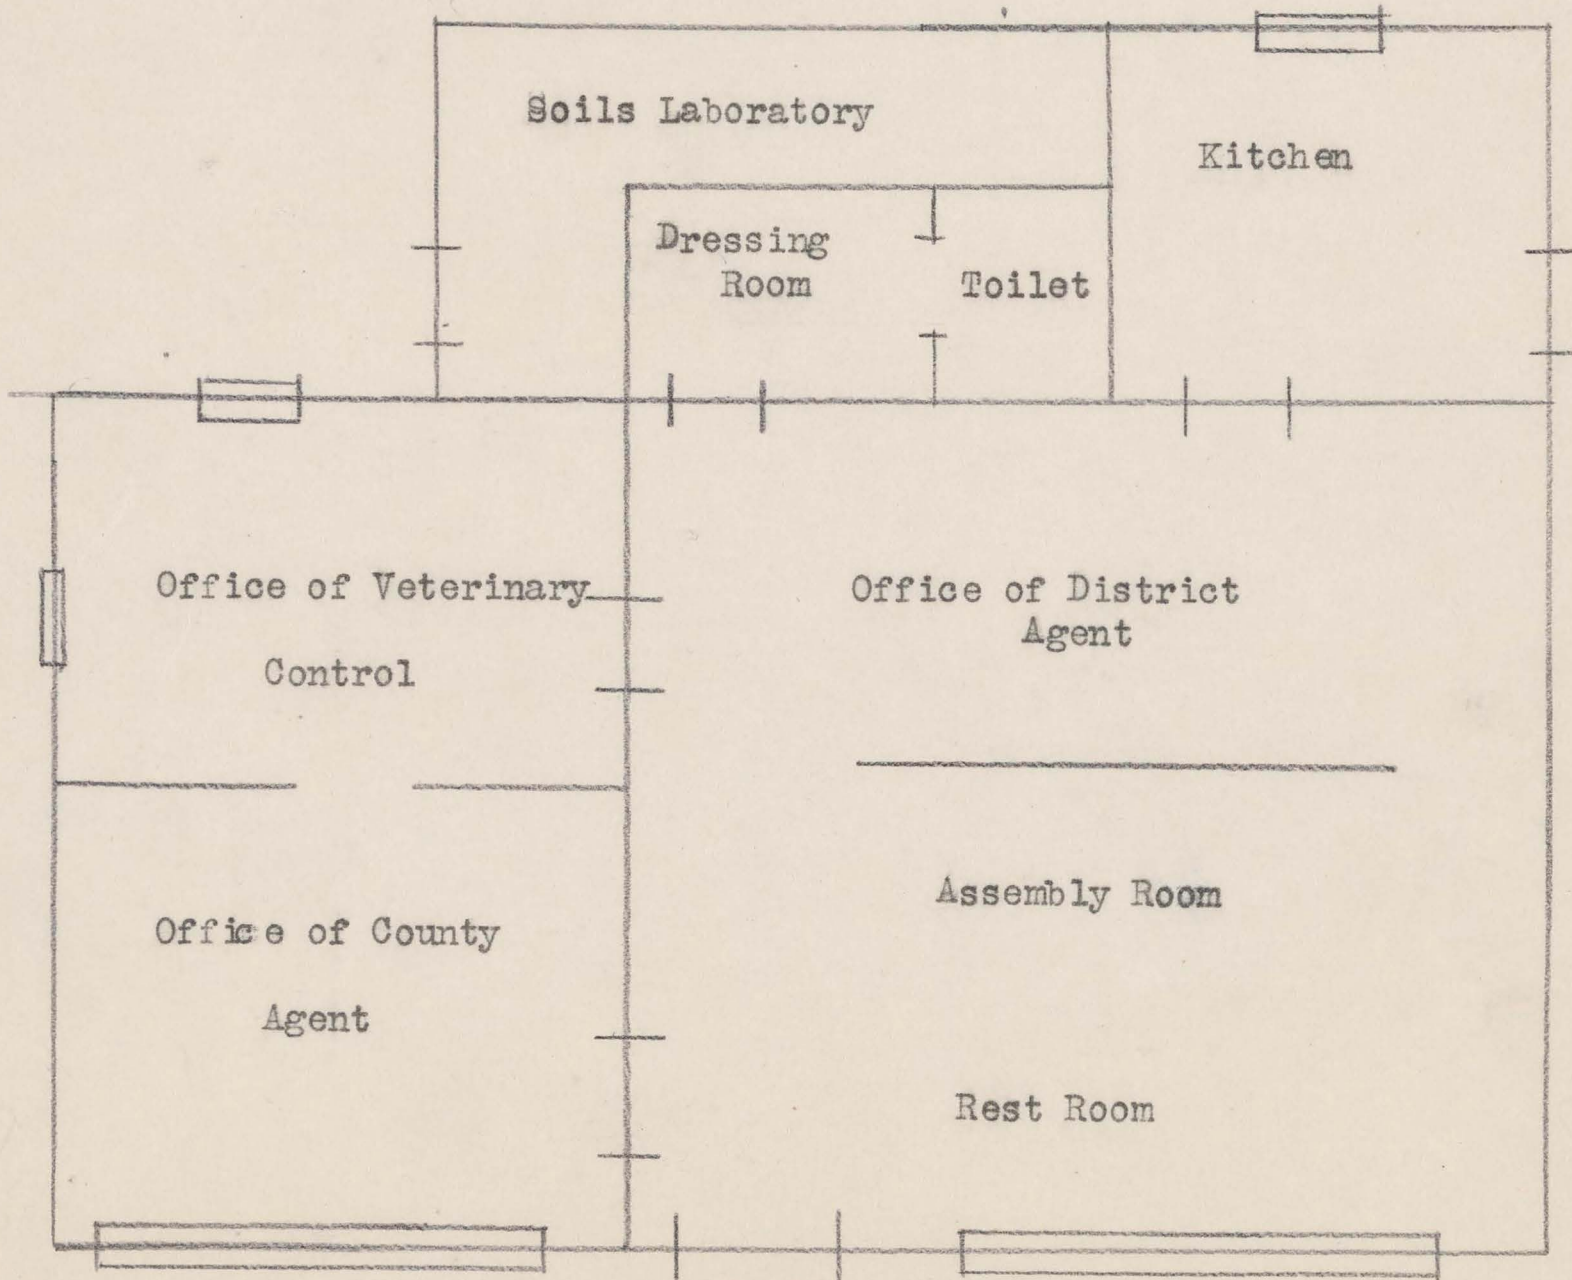 Soils Laboratory
Kitchen
Dressing
Room
Toilet
Office of Veterinary
Control
Office of District
Agent
Assembly Room
Office of County
Agent
Rest Room